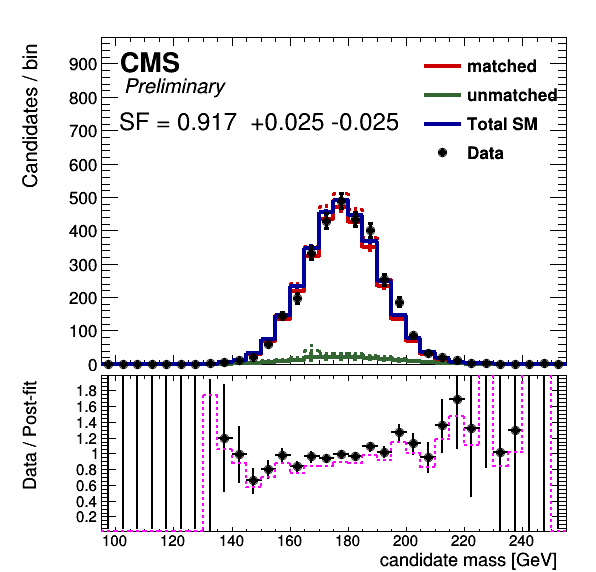 CMS
Preliminary
SF = 0.917 +0.025 -0.025
matched
unmatched
Total SM
Data
Candidates / bin
900
800
700
600
500
400
300
200
100
0
Data / Post-fit
1.8
1.6
1.4
1.2
1
0.8
0.6
0.4
0.2
100 120 140 160 180 200 220 240
candidate mass [GeV]